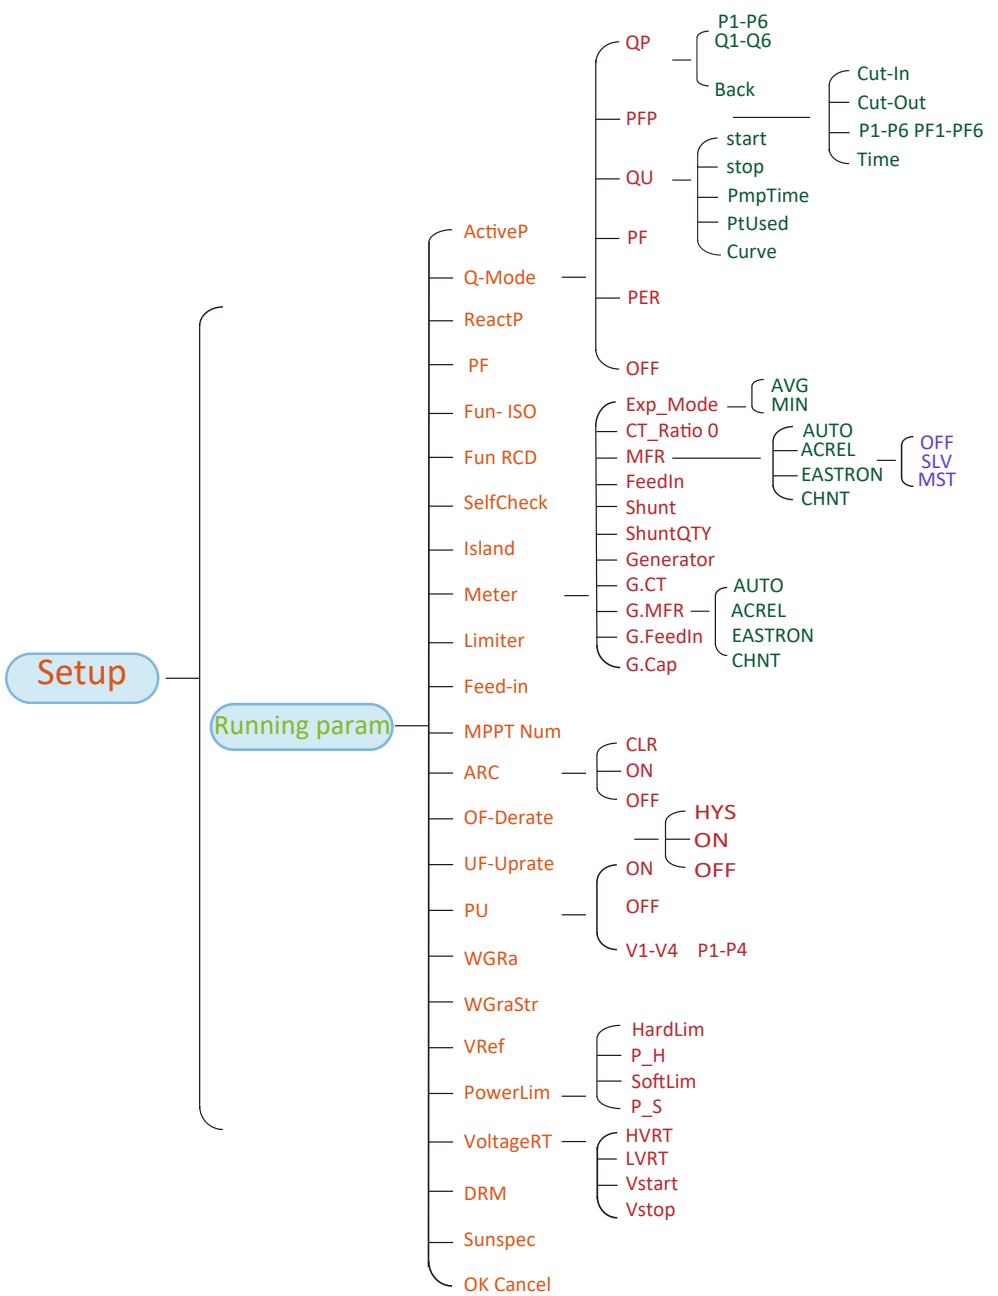 Setup
Running param
ActiveP
Q-Mode
QP
P1-P6
Q1-Q6
Back
PFP
Cut-In
Cut-Out
P1-P6 PF1-PF6
Time
QU
start
stop
PmpTime
PtUsed
Curve
PF
PER
OFF
ReactP
PF
Fun- ISO
Fun RCD
SelfCheck
Island
Meter
Exp_Mode
AVG
MIN
CT_Ratio 0
MFR
AUTO
ACREL
EASTRON
CHNT
OFF
SLV
MST
FeedIn
Shunt
ShuntQTY
Generator
G.CT
G.MFR
AUTO
ACREL
EASTRON
CHNT
G.FeedIn
G.Cap
Limiter
Feed-in
MPPT Num
ARC
CLR
ON
OFF
OF-Derate
HYS
ON
OFF
UF-Uprate
PU
ON
OFF
V1-V4 P1-P4
WGRa
WGraStr
VRef
PowerLim
HardLim
P_H
SoftLim
P_S
VoltageRT
HVRT
LVRT
Vstart
Vstop
DRM
Sunspec
OK Cancel